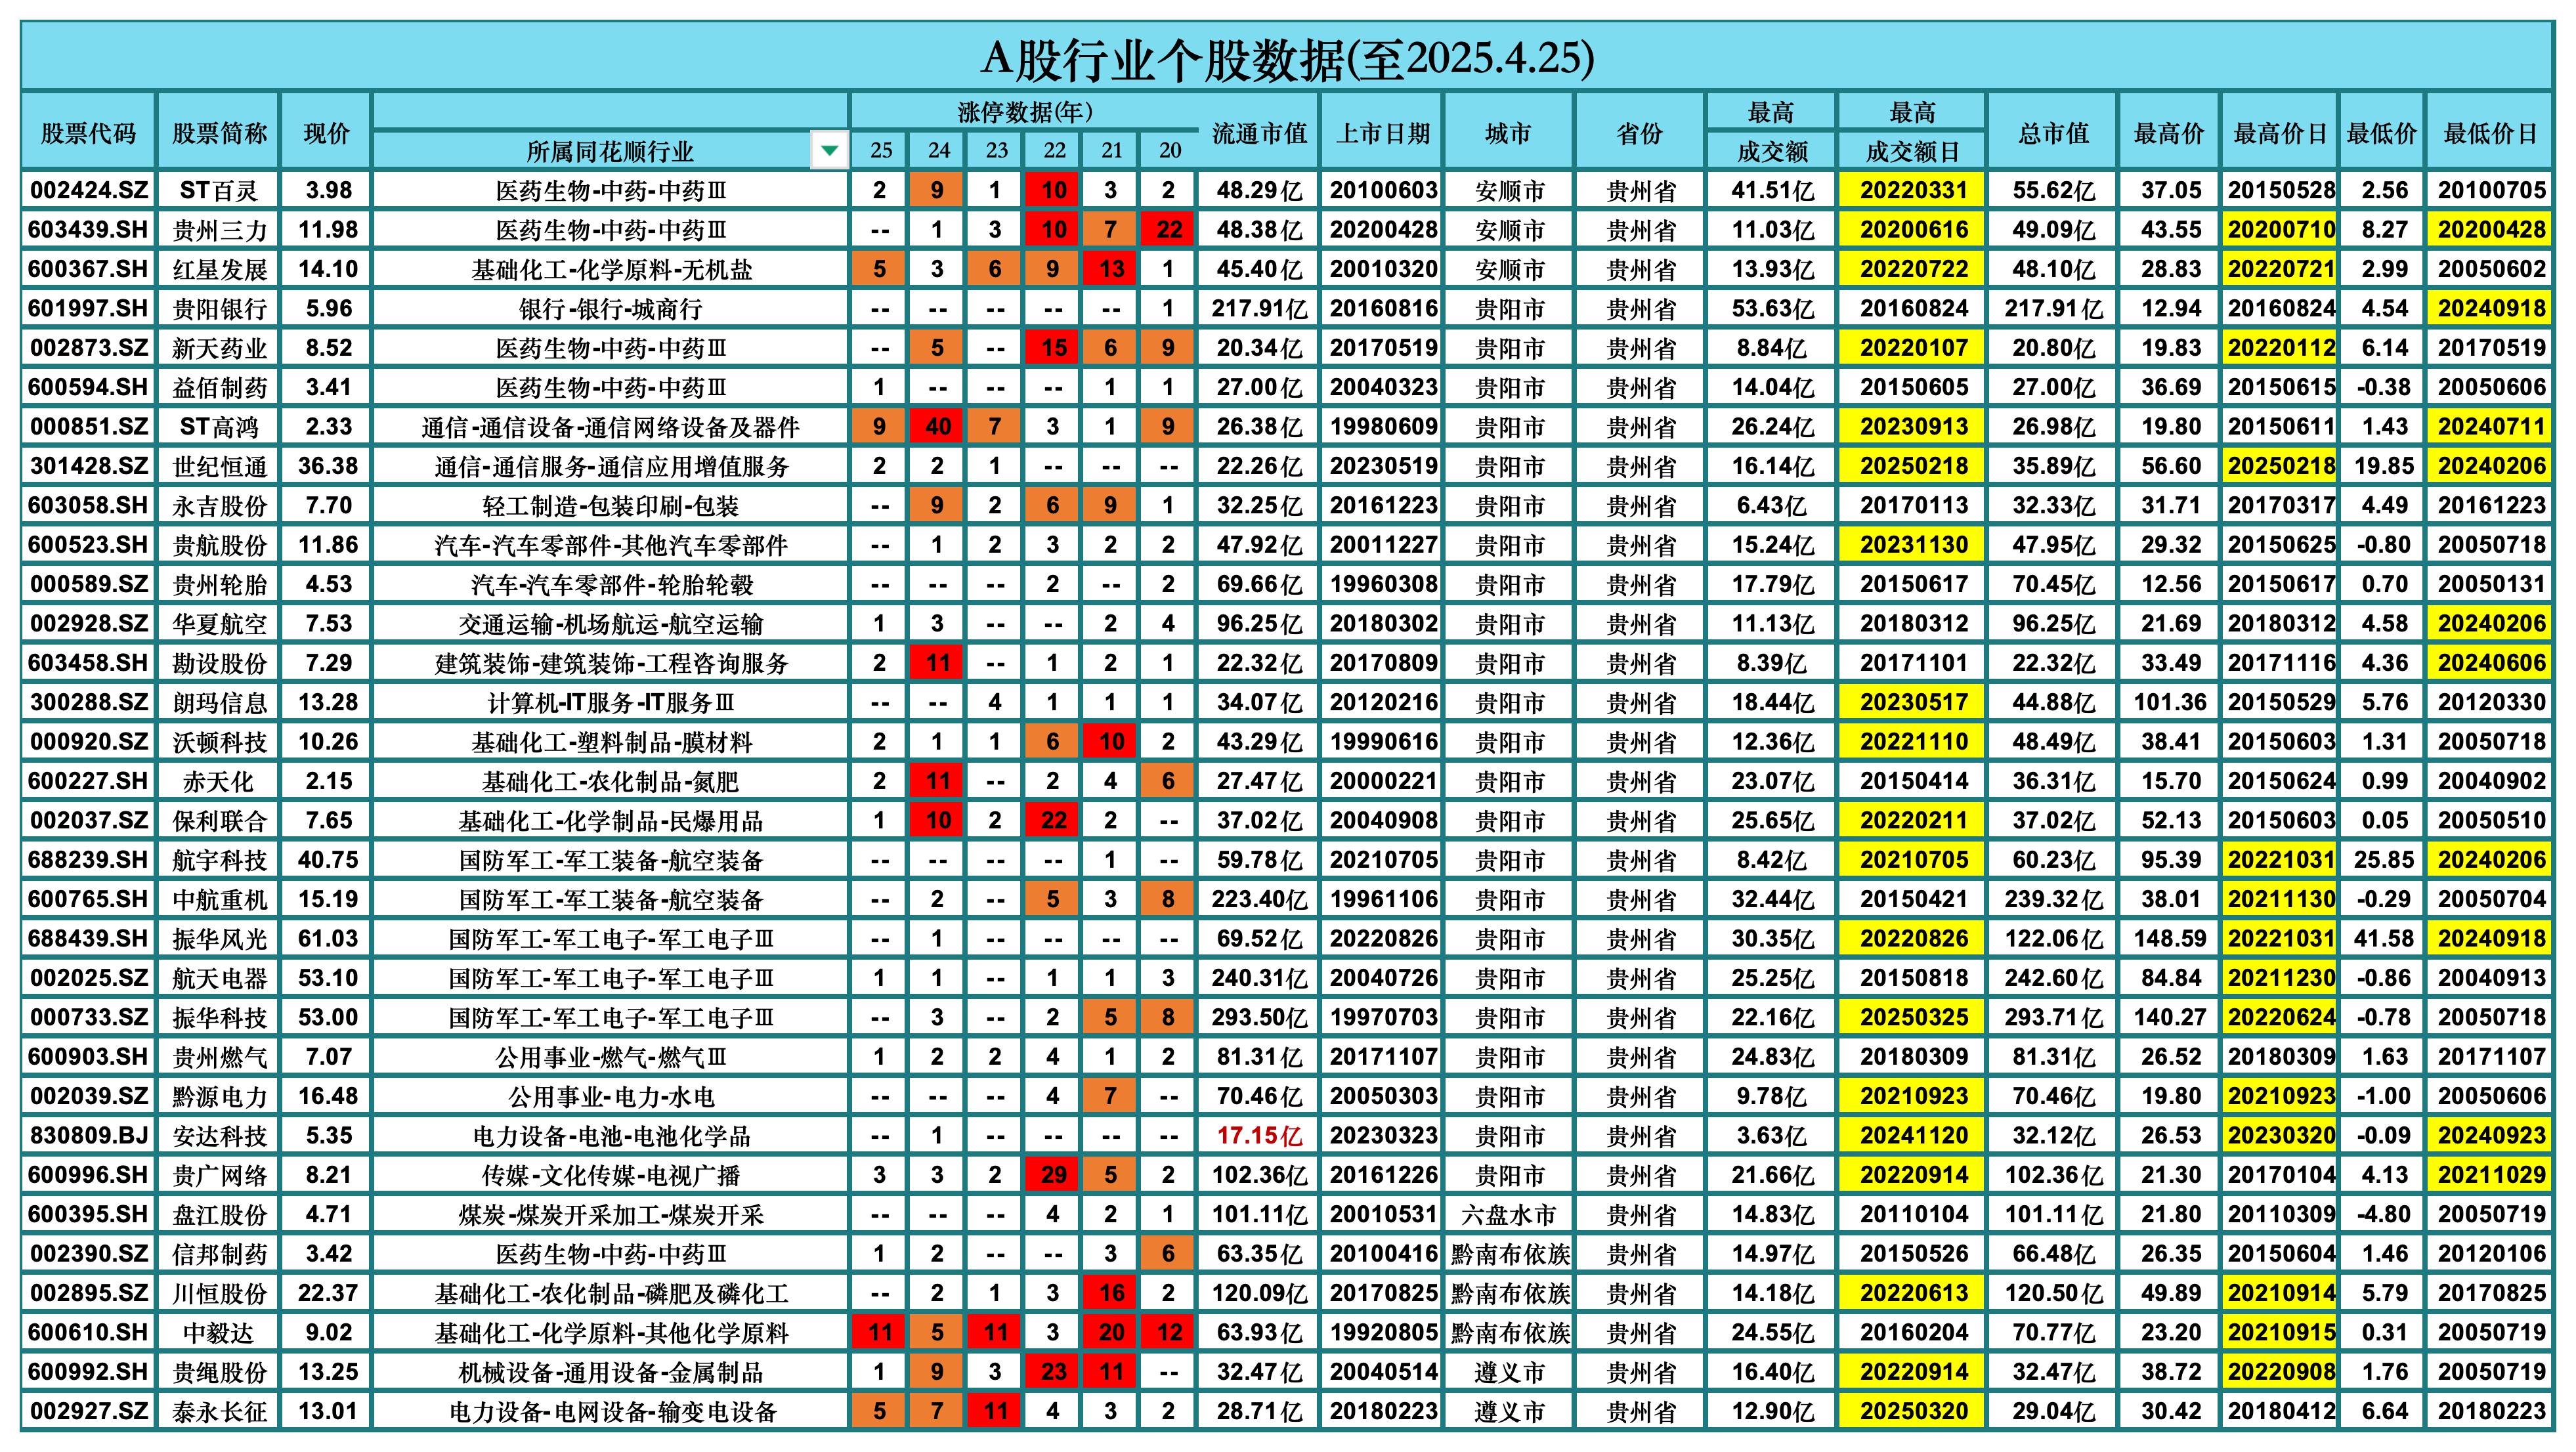 A股行业个股数据(至2025.4.25)
股票代码 股票简称 现价 所属同花顺行业 涨停数据(年) 流通市值 上市日期 城市 省份 最高 最高 总市值 最高价 最高价日 最低价 最低价日
25 24 23 22 21 20 成交额 成交额日
002424.SZ ST百灵 3.98 医药生物-中药-中药Ⅲ 2 9 1 10 3 2 48.29亿 20100603 安顺市 贵州省 41.51亿 20220331 55.62亿 37.05 20150528 2.56 20100705
603439.SH 贵州三力 11.98 医药生物-中药-中药Ⅲ -- 1 3 10 7 22 48.38亿 20200428 安顺市 贵州省 11.03亿 20200616 49.09亿 43.55 20200710 8.27 20200428
600367.SH 红星发展 14.10 基础化工-化学原料-无机盐 5 3 6 9 13 1 45.40亿 20010320 安顺市 贵州省 13.93亿 20220722 48.10亿 28.83 20220721 2.99 20050602
601997.SH 贵阳银行 5.96 银行-银行-城商行 -- -- -- -- -- 1 217.91亿 20160816 贵阳市 贵州省 53.63亿 20160824 217.91亿 12.94 20160824 4.54 20240918
002873.SZ 新天药业 8.52 医药生物-中药-中药Ⅲ -- 5 -- 15 6 9 20.34亿 20170519 贵阳市 贵州省 8.84亿 20220107 20.80亿 19.83 20220112 6.14 20170519
600594.SH 益佰制药 3.41 医药生物-中药-中药Ⅲ 1 -- -- -- 1 1 27.00亿 20040323 贵阳市 贵州省 14.04亿 20150605 27.00亿 36.69 20150615 -0.38 20050606
000851.SZ ST高鸿 2.33 通信-通信设备-通信网络设备及器件 9 40 7 3 1 9 26.38亿 19980609 贵阳市 贵州省 26.24亿 20230913 26.98亿 19.80 20150611 1.43 20240711
301428.SZ 世纪恒通 36.38 通信-通信服务-通信应用增值服务 2 2 1 -- -- -- 22.26亿 20230519 贵阳市 贵州省 16.14亿 20250218 35.89亿 56.60 20250218 19.85 20240206
603058.SH 永吉股份 7.70 轻工制造-包装印刷-包装 -- 9 2 6 9 1 32.25亿 20161223 贵阳市 贵州省 6.43亿 20170113 32.33亿 31.71 20170317 4.49 20161223
600523.SH 贵航股份 11.86 汽车-汽车零部件-其他汽车零部件 -- 1 2 3 2 2 47.92亿 20011227 贵阳市 贵州省 15.24亿 20231130 47.95亿 29.32 20150625 -0.80 20050718
000589.SZ 贵州轮胎 4.53 汽车-汽车零部件-轮胎轮毂 -- -- -- 2 -- 2 69.66亿 19960308 贵阳市 贵州省 17.79亿 20150617 70.45亿 12.56 20150617 0.70 20050131
002928.SZ 华夏航空 7.53 交通运输-机场航运-航空运输 1 3 -- -- 2 4 96.25亿 20180302 贵阳市 贵州省 11.13亿 20180312 96.25亿 21.69 20180312 4.58 20240206
603458.SH 勘设股份 7.29 建筑装饰-建筑装饰-工程咨询服务 2 11 -- 1 2 1 22.32亿 20170809 贵阳市 贵州省 8.39亿 20171101 22.32亿 33.49 20171116 4.36 20240606
300288.SZ 朗玛信息 13.28 计算机-IT服务-IT服务Ⅲ -- -- 4 1 1 1 34.07亿 20120216 贵阳市 贵州省 18.44亿 20230517 44.88亿 101.36 20150529 5.76 20120330
000920.SZ 沃顿科技 10.26 基础化工-塑料制品-膜材料 2 1 1 6 10 2 43.29亿 19990616 贵阳市 贵州省 12.36亿 20221110 48.49亿 38.41 20150603 1.31 20050718
600227.SH 赤天化 2.15 基础化工-农化制品-氮肥 2 11 -- 2 4 6 27.47亿 20000221 贵阳市 贵州省 23.07亿 20150414 36.31亿 15.70 20150624 0.99 20040902
002037.SZ 保利联合 7.65 基础化工-化学制品-民爆用品 1 10 2 22 2 -- 37.02亿 20040908 贵阳市 贵州省 25.65亿 20220211 37.02亿 52.13 20150603 0.05 20050510
688239.SH 航宇科技 40.75 国防军工-军工装备-航空装备 -- -- -- -- 1 -- 59.78亿 20210705 贵阳市 贵州省 8.42亿 20210705 60.23亿 95.39 20221031 25.85 20240206
600765.SH 中航重机 15.19 国防军工-军工装备-航空装备 -- 2 -- 5 3 8 223.40亿 19961106 贵阳市 贵州省 32.44亿 20150421 239.32亿 38.01 20211130 -0.29 20050704
688439.SH 振华风光 61.03 国防军工-军工电子-军工电子Ⅲ -- 1 -- -- -- -- 69.52亿 20220826 贵阳市 贵州省 30.35亿 20220826 122.06亿 148.59 20221031 41.58 20240918
002025.SZ 航天电器 53.10 国防军工-军工电子-军工电子Ⅲ 1 1 -- 1 1 3 240.31亿 20040726 贵阳市 贵州省 25.25亿 20150818 242.60亿 84.84 20211230 -0.86 20040913
000733.SZ 振华科技 53.00 国防军工-军工电子-军工电子Ⅲ -- 3 -- 2 5 8 293.50亿 19970703 贵阳市 贵州省 22.16亿 20250325 293.71亿 140.27 20220624 -0.78 20050718
600903.SH 贵州燃气 7.07 公用事业-燃气-燃气Ⅲ 1 2 2 4 1 2 81.31亿 20171107 贵阳市 贵州省 24.83亿 20180309 81.31亿 26.52 20180309 1.63 20171107
002039.SZ 黔源电力 16.48 公用事业-电力-水电 -- -- -- 4 7 -- 70.46亿 20050303 贵阳市 贵州省 9.78亿 20210923 70.46亿 19.80 20210923 -1.00 20050606
830809.BJ 安达科技 5.35 电力设备-电池-电池化学品 -- 1 -- -- -- -- 17.15亿 20230323 贵阳市 贵州省 3.63亿 20241120 32.12亿 26.53 20230320 -0.09 20240923
600996.SH 贵广网络 8.21 传媒-文化传媒-电视广播 3 3 2 29 5 2 102.36亿 20161226 贵阳市 贵州省 21.66亿 20220914 102.36亿 21.30 20170104 4.13 20211029
600395.SH 盘江股份 4.71 煤炭-煤炭开采加工-煤炭开采 -- -- -- 4 2 1 101.11亿 20010531 六盘水市 贵州省 14.83亿 20110104 101.11亿 21.80 20110309 -4.80 20050719
002390.SZ 信邦制药 3.42 医药生物-中药-中药Ⅲ 1 2 -- -- 3 6 63.35亿 20100416 黔南布依族 贵州省 14.97亿 20150526 66.48亿 26.35 20150604 1.46 20120106
002895.SZ 川恒股份 22.37 基础化工-农化制品-磷肥及磷化工 -- 2 1 3 16 2 120.09亿 20170825 黔南布依族 贵州省 14.18亿 20220613 120.50亿 49.89 20210914 5.79 20170825
600610.SH 中毅达 9.02 基础化工-化学原料-其他化学原料 11 5 11 3 20 12 63.93亿 19920805 黔南布依族 贵州省 24.55亿 20160204 70.77亿 23.20 20210915 0.31 20050719
600992.SH 贵绳股份 13.25 机械设备-通用设备-金属制品 1 9 3 23 11 -- 32.47亿 20040514 遵义市 贵州省 16.40亿 20220914 32.47亿 38.72 20220908 1.76 20050719
002927.SZ 泰永长征 13.01 电力设备-电网设备-输变电设备 5 7 11 4 3 2 28.71亿 20180223 遵义市 贵州省 12.90亿 20250320 29.04亿 30.42 20180412 6.64 20180223